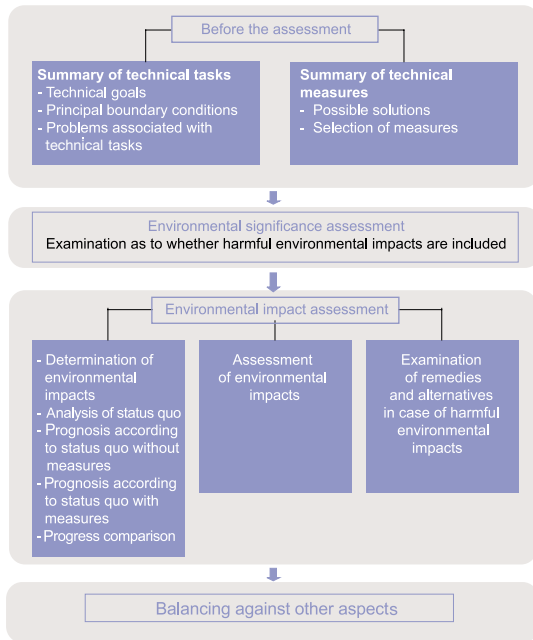 Before the assessment
Summary of technical tasks
- Technical goals
- Principal boundary conditions
- Problems associated with
technical tasks
Summary of technical
measures
- Possible solutions
- Selection of measures
Environmental significance assessment
Examination as to whether harmful environmental impacts are included
Environmental impact assessment
- Determination of
environmental
impacts
- Analysis of status quo
- Prognosis according
to status quo without
measures
- Prognosis according
to status quo with
measures
- Progress comparison
Assessment
of environmental
impacts
Examination
of remedies
and alternatives
in case of harmful
environmental
impacts
Balancing against other aspects